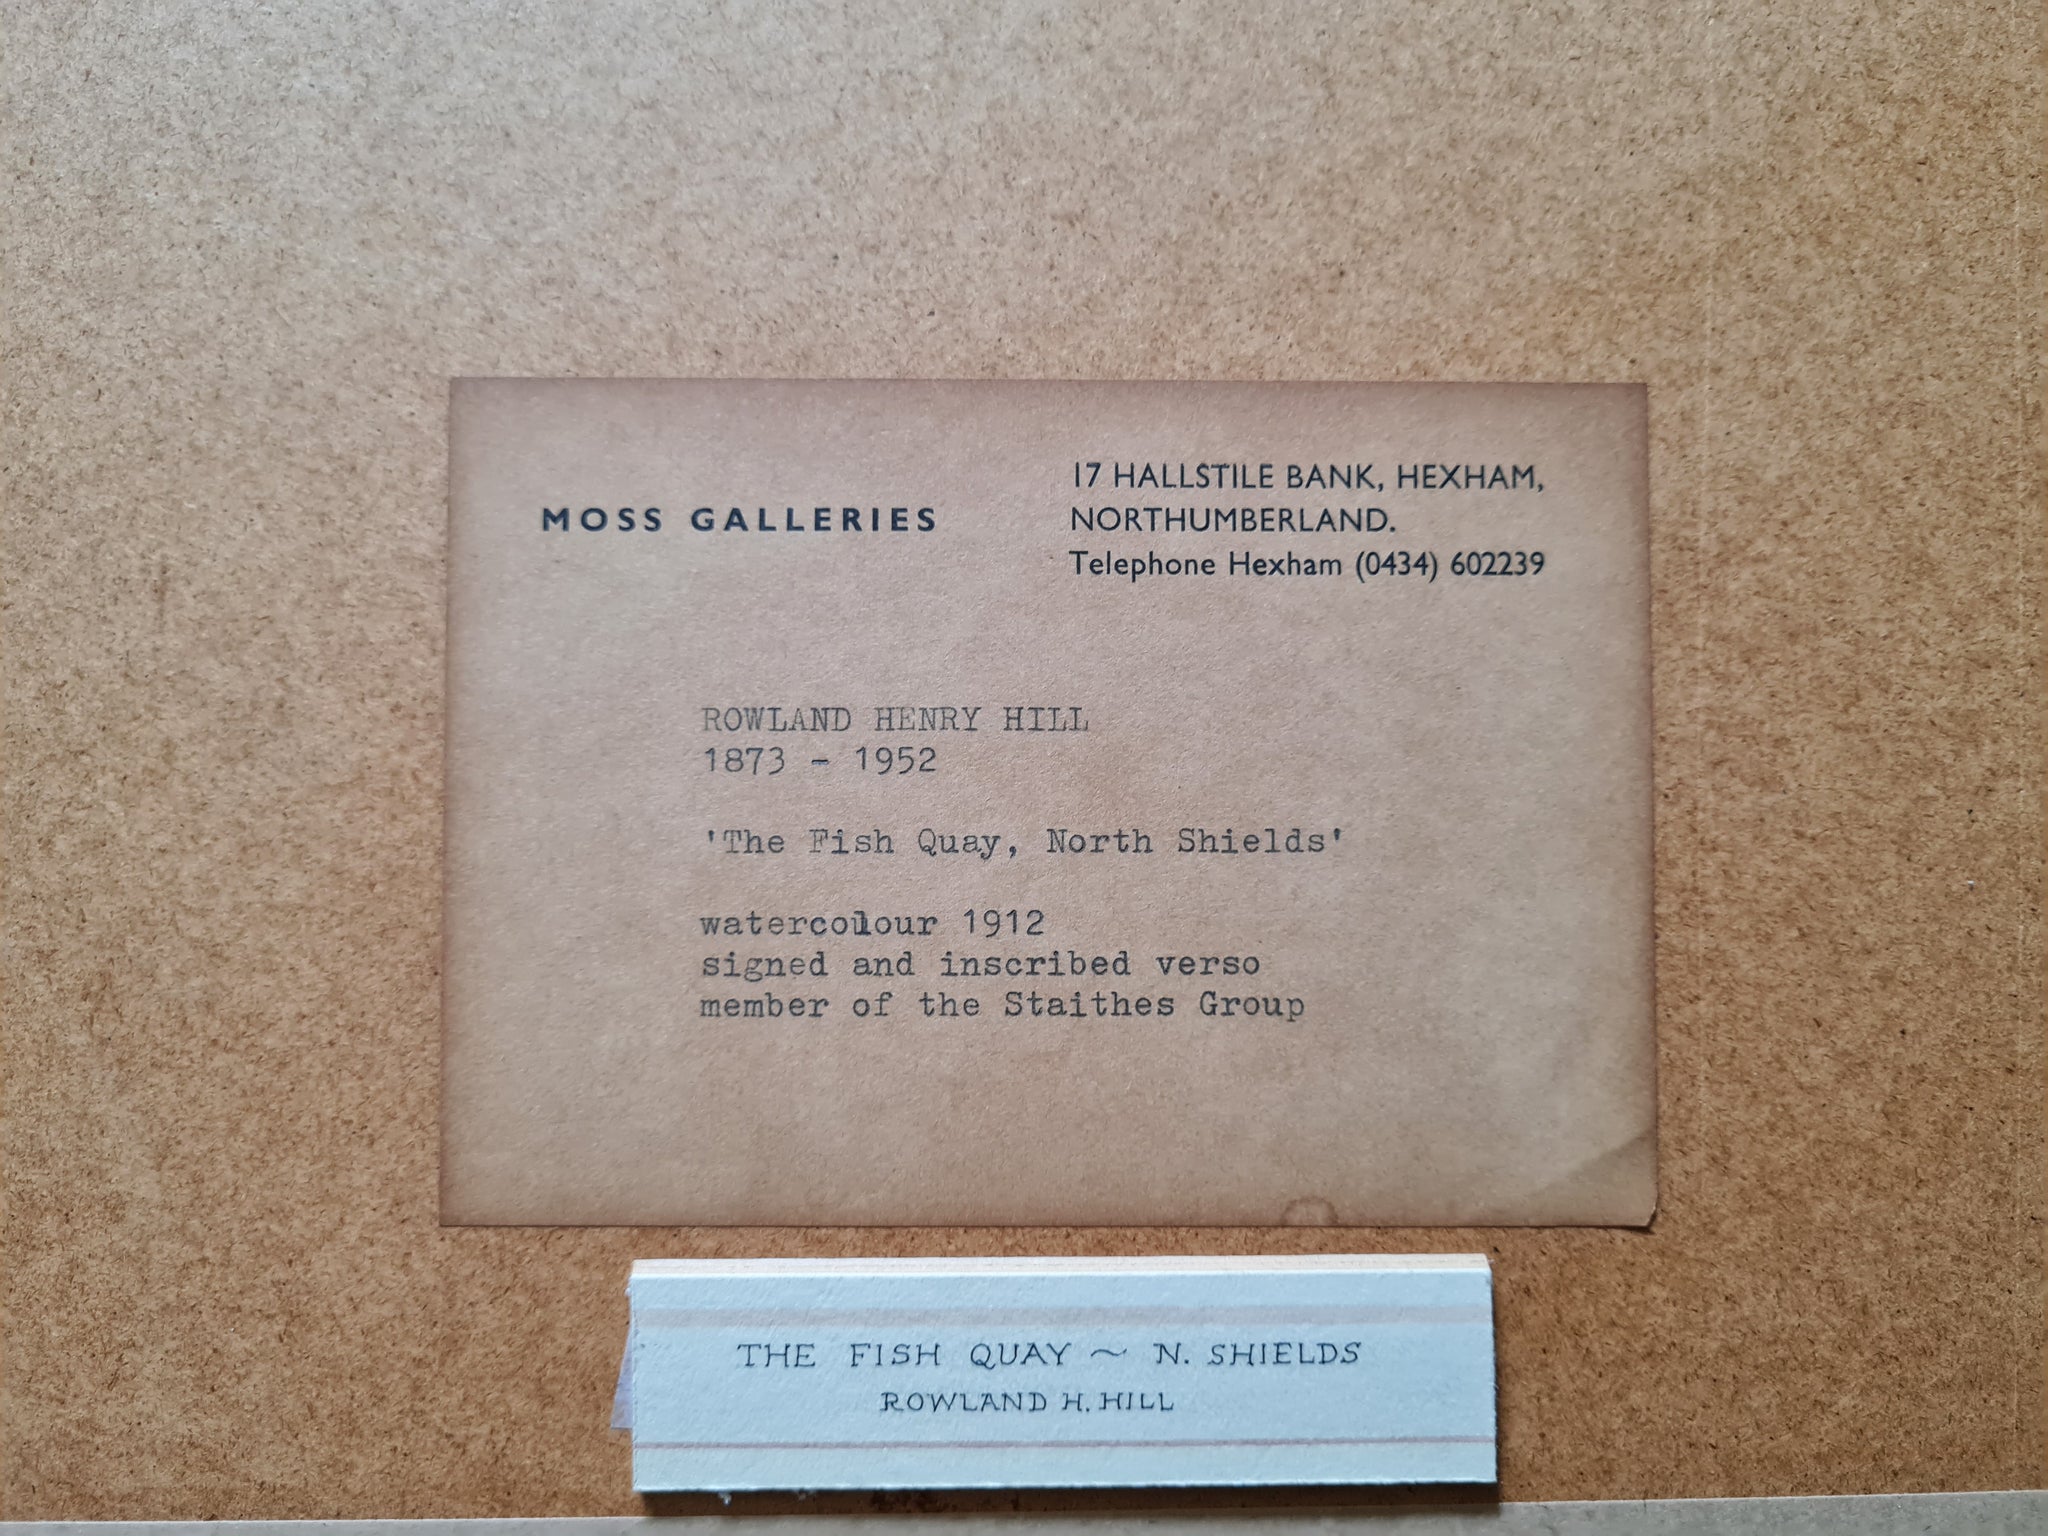 MOSS GALLERIES
17 HALLSTILE BANK, HEXHAM,
NORTHUMBERLAND.
Telephone Hexham (0434) 602239
ROWLAND HENRY HILL
1873 - 1952
'The Fish Quay, North Shields'
watercolour 1912
signed and inscribed verso
member of the Staithes Group
THE FISH QUAY ~ N. SHIELDS
ROWLAND H. HILL